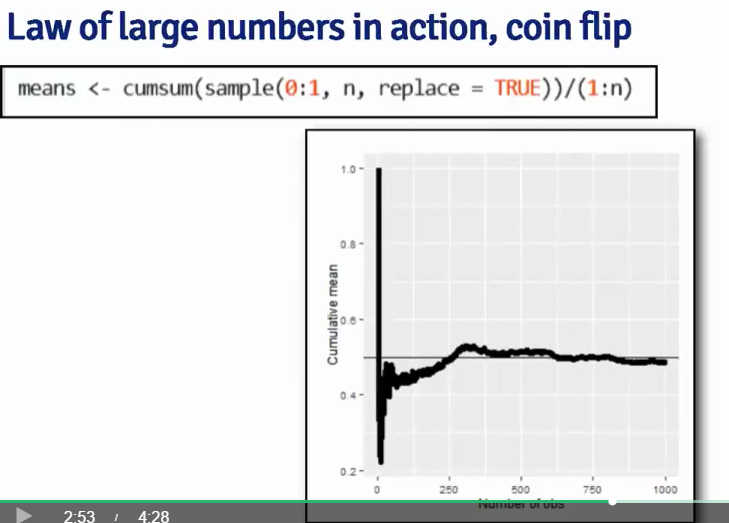 Law of large numbers in action, coin flip
means <- cumsum(sample(0:1, n, replace = TRUE))/(1:n)
1.0
0.8
0.6
0.4
0.2
Cumulative mean
0 250 500 750 1000
Number of obs
2:53 / 4:28